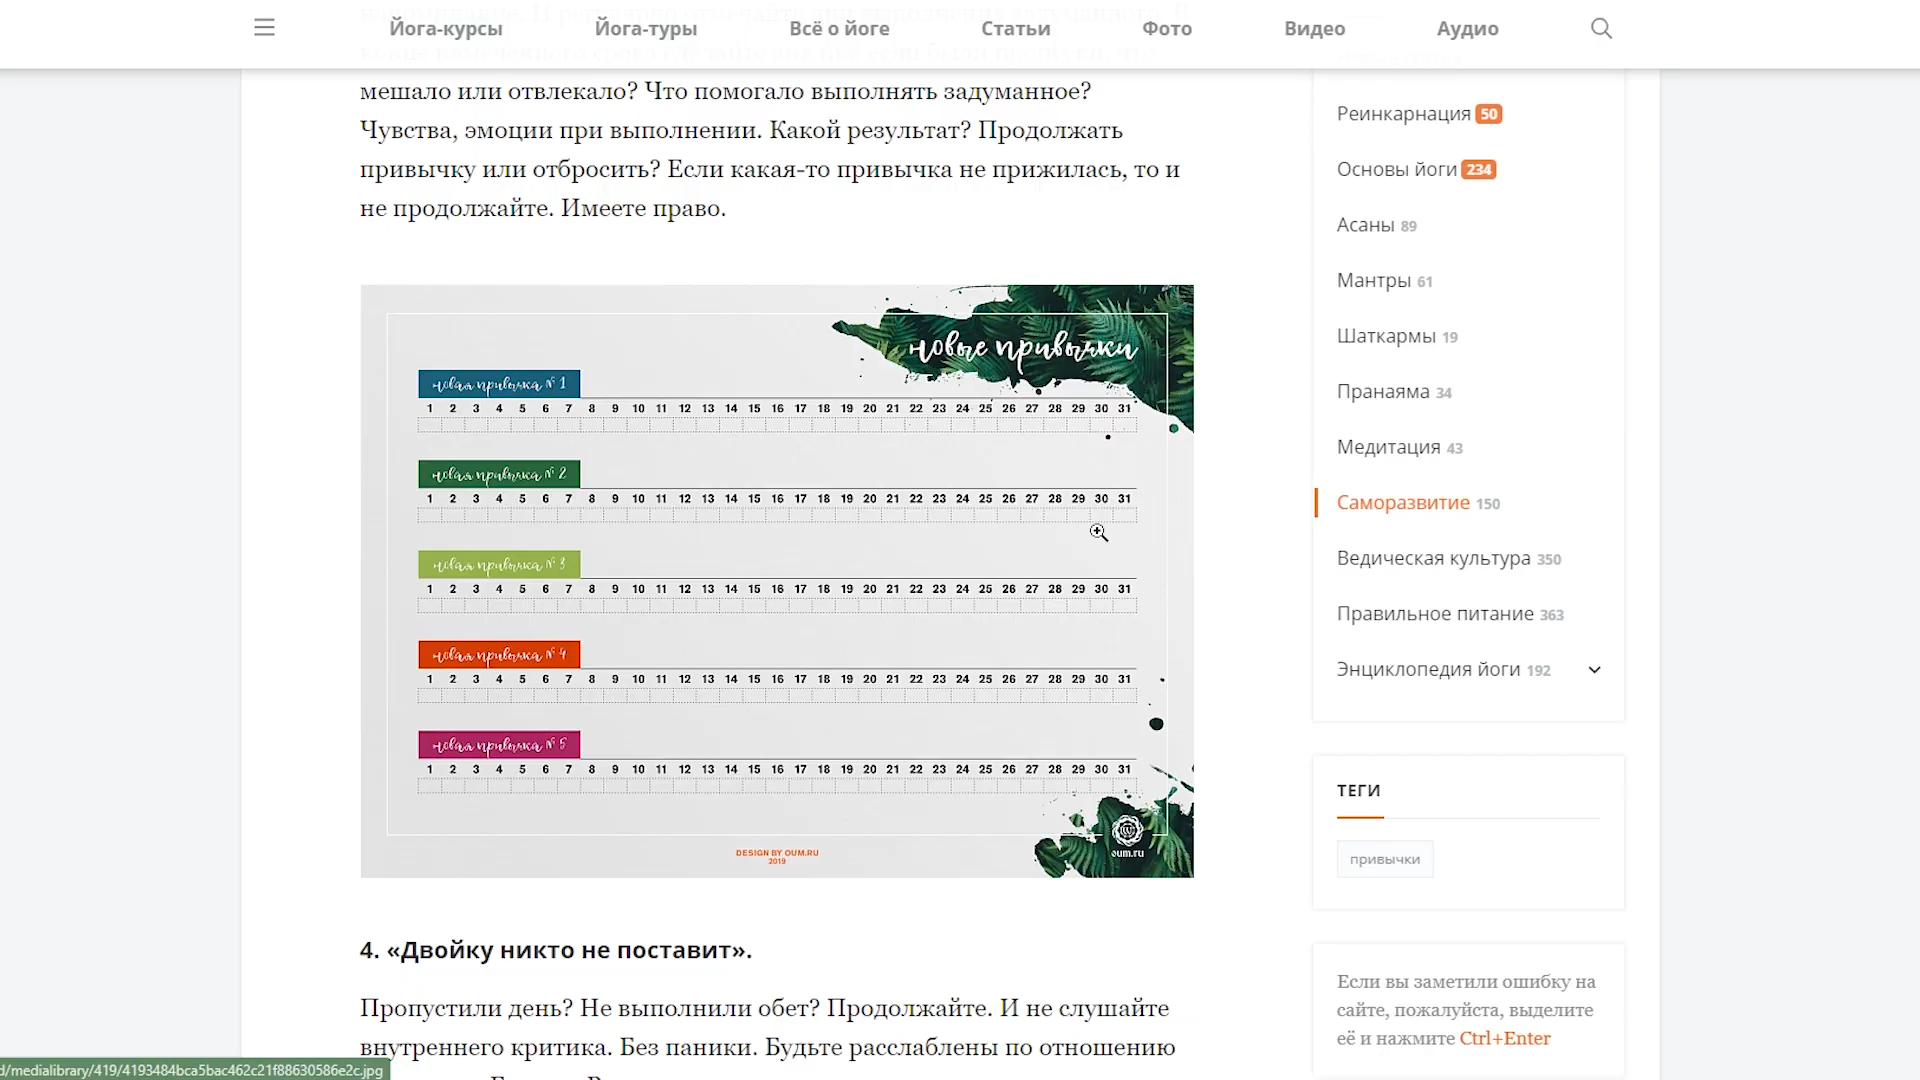 Йога-курсы
Йога-туры
Всё о йоге
Статьи
Фото
Видео
Аудио
мешало или отвлекало? Что помогало выполнять задуманное?
Чувства, эмоции при выполнении. Какой результат? Продолжать
привычку или отбросить? Если какая-то привычка не прижилась, то и
не продолжайте. Имеете право.
новые привычки
новая привычка № 1
1 2 3 4 5 6 7 8 9 10 11 12 13 14 15 16 17 18 19 20 21 22 23 24 25 26 27 28 29 30 31
новая привычка № 2
1 2 3 4 5 6 7 8 9 10 11 12 13 14 15 16 17 18 19 20 21 22 23 24 25 26 27 28 29 30 31
новая привычка № 3
1 2 3 4 5 6 7 8 9 10 11 12 13 14 15 16 17 18 19 20 21 22 23 24 25 26 27 28 29 30 31
новая привычка № 4
1 2 3 4 5 6 7 8 9 10 11 12 13 14 15 16 17 18 19 20 21 22 23 24 25 26 27 28 29 30 31
новая привычка № 5
1 2 3 4 5 6 7 8 9 10 11 12 13 14 15 16 17 18 19 20 21 22 23 24 25 26 27 28 29 30 31
DESIGN BY OUM.RU
2019
oum.ru
4. «Двойку никто не поставит».
Пропустили день? Не выполнили обет? Продолжайте. И не слушайте
внутреннего критика. Без паники. Будьте расслаблены по отношению
Реинкарнация 50
Основы йоги 234
Асаны 89
Мантры 61
Шаткармы 19
Пранаяма 34
Медитация 43
Саморазвитие 150
Ведическая культура 350
Правильное питание 363
Энциклопедия йоги 192
ТЕГИ
привычки
Если вы заметили ошибку на
сайте, пожалуйста, выделите
её и нажмите Ctrl+Enter
d/medialibrary/419/4193484bca5bac462c21f88630586e2c.jpg